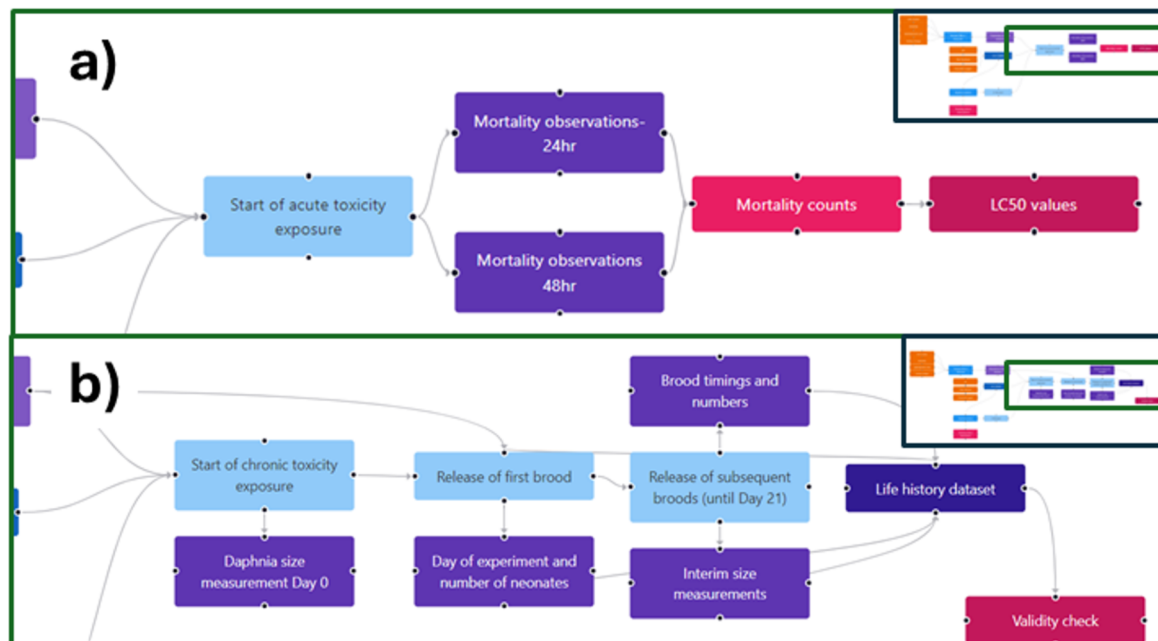 a)
Mortality observations-
24hr
Start of acute toxicity
exposure
Mortality counts
LC50 values
Mortality observations
48hr
b)
Brood timings and
numbers
Start of chronic toxicity
exposure
Release of first brood
Release of subsequent
broods (until Day 21)
Life history dataset
Daphnia size
measurement Day 0
Day of experiment and
number of neonates
Interim size
measurements
Validity check